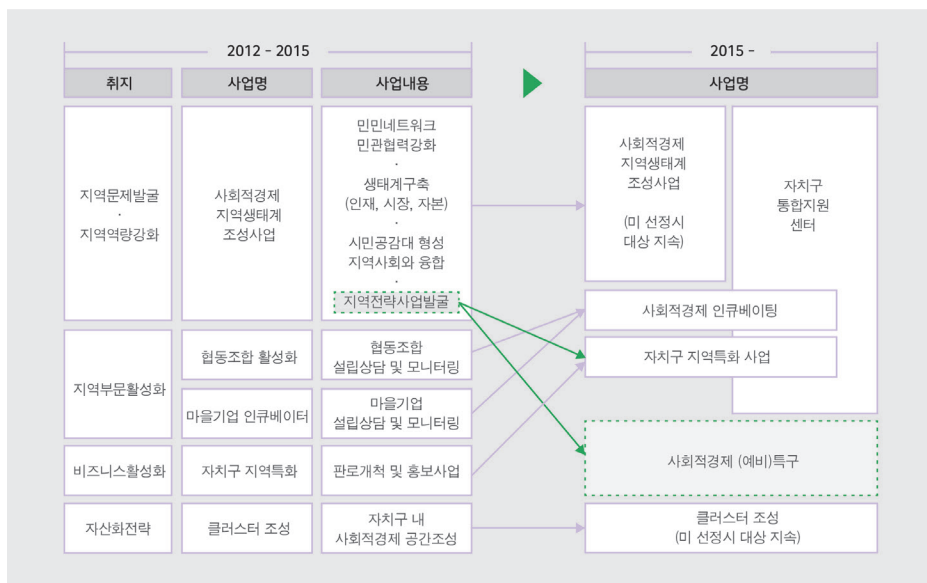 2012 - 2015
2015 -
취지
사업명
사업내용
사업명
지역문제발굴
·
지역역량강화
사회적경제
지역생태계
조성사업
민민네트워크
민관협력강화
·
생태계구축
(인재, 시장, 자본)
·
시민공감대 형성
지역사회와 융합
·
지역전략사업발굴
사회적경제
지역생태계
조성사업
(미 선정시
대상 지속)
자치구
통합지원
센터
사회적경제 인큐베이팅
자치구 지역특화 사업
지역부문활성화
협동조합 활성화
협동조합
설립상담 및 모니터링
마을기업 인큐베이터
마을기업
설립상담 및 모니터링
사회적경제 (예비)특구
비즈니스활성화
자치구 지역특화
판로개척 및 홍보사업
자산화전략
클러스터 조성
자치구 내
사회적경제 공간조성
클러스터 조성
(미 선정시 대상 지속)